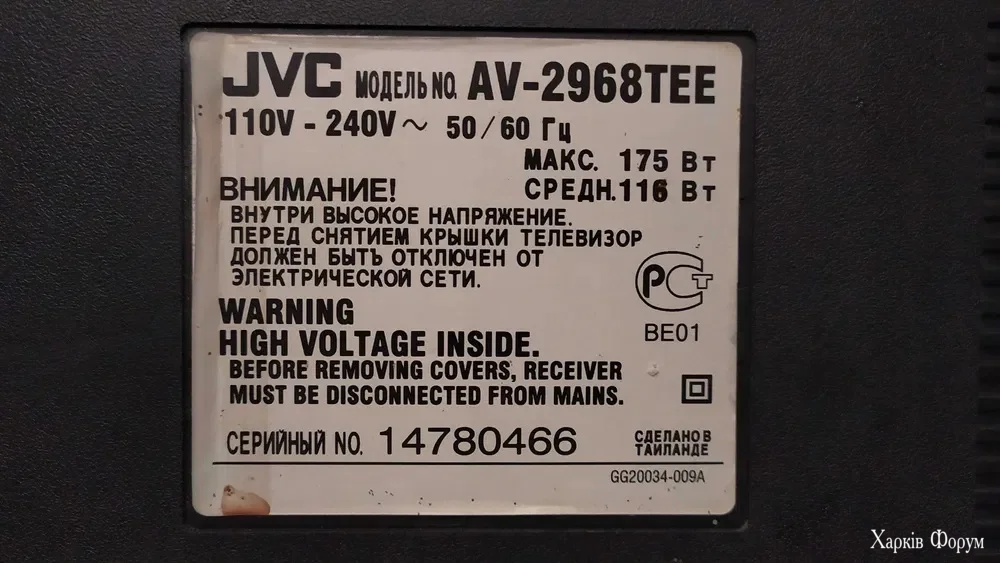 JVC МОДЕЛЬ NO. AV-2968TEE
110V - 240V ~ 50/60 Гц
МАКС. 175 Вт
СРЕДН. 116 Вт
ВНИМАНИЕ!
ВНУТРИ ВЫСОКОЕ НАПРЯЖЕНИЕ.
ПЕРЕД СНЯТИЕМ КРЫШКИ ТЕЛЕВИЗОР
ДОЛЖЕН БЫТЬ ОТКЛЮЧЕН ОТ
ЭЛЕКТРИЧЕСКОЙ СЕТИ.
РСТ
BE01
WARNING
HIGH VOLTAGE INSIDE.
BEFORE REMOVING COVERS, RECEIVER
MUST BE DISCONNECTED FROM MAINS.
СЕРИЙНЫЙ NO. 14780466
СДЕЛАНО В
ТАИЛАНДЕ
GG20034-009A
Харків Форум